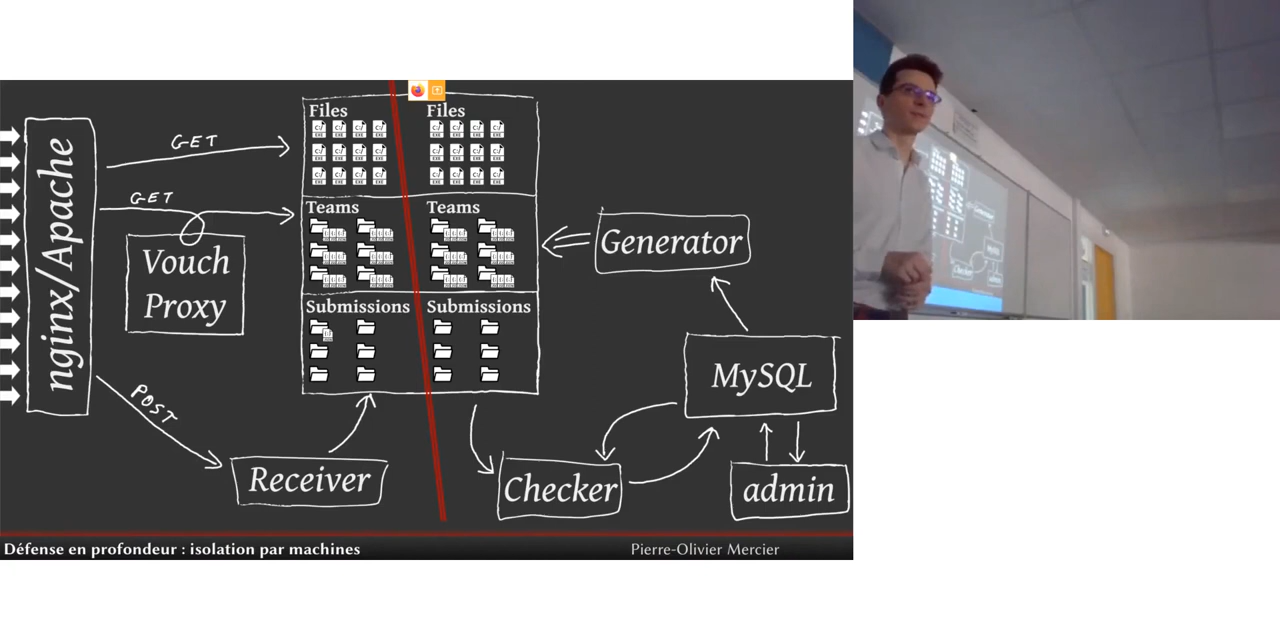 nginx/Apache
GET
GET
Vouch
Proxy
POST
Receiver
Files
Files
Teams
Teams
Submissions
Submissions
Generator
MySQL
Checker
admin
Défense en profondeur : isolation par machines
Pierre-Olivier Mercier